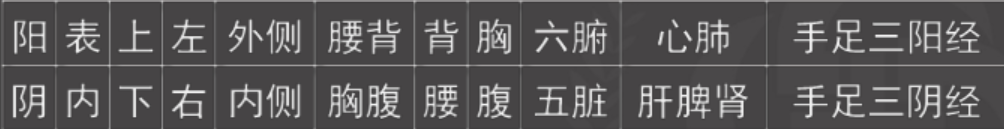 阳 表 上 左 外侧 腰背 背 胸 六腑 心肺 手足三阳经
阴 内 下 右 内侧 胸腹 腰 腹 五脏 肝脾肾 手足三阴经